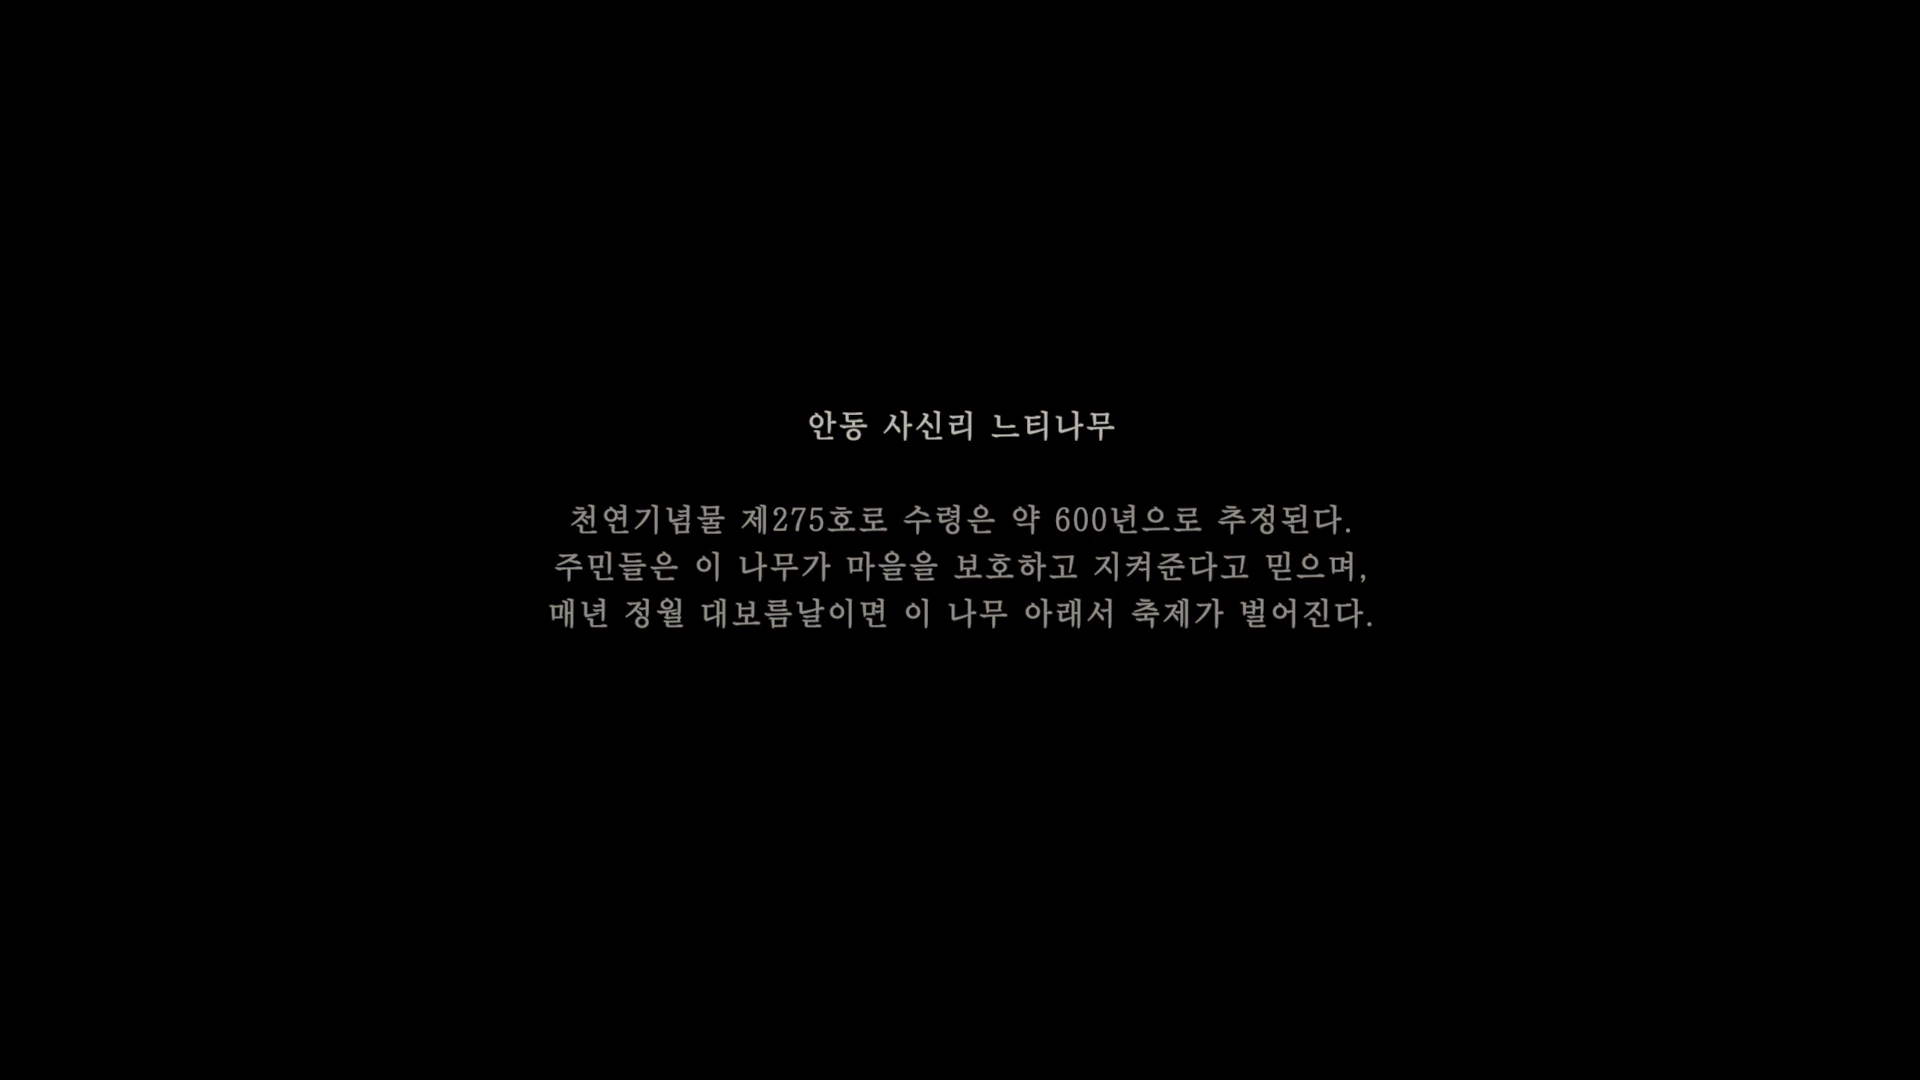 안동 사신리 느티나무
천연기념물 제275호로 수령은 약 600년으로 추정된다.
주민들은 이 나무가 마을을 보호하고 지켜준다고 믿으며,
매년 정월 대보름날이면 이 나무 아래서 축제가 벌어진다.